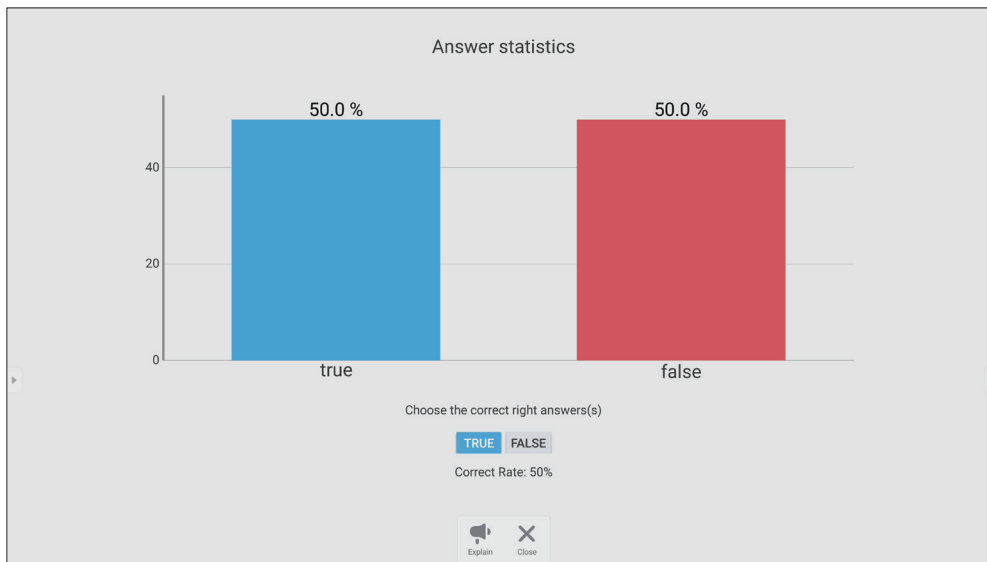 Answer statistics
50.0 % 50.0 %
40
20
0
true false
Choose the correct right answers(s)
TRUE FALSE
Correct Rate: 50%
Explain Close